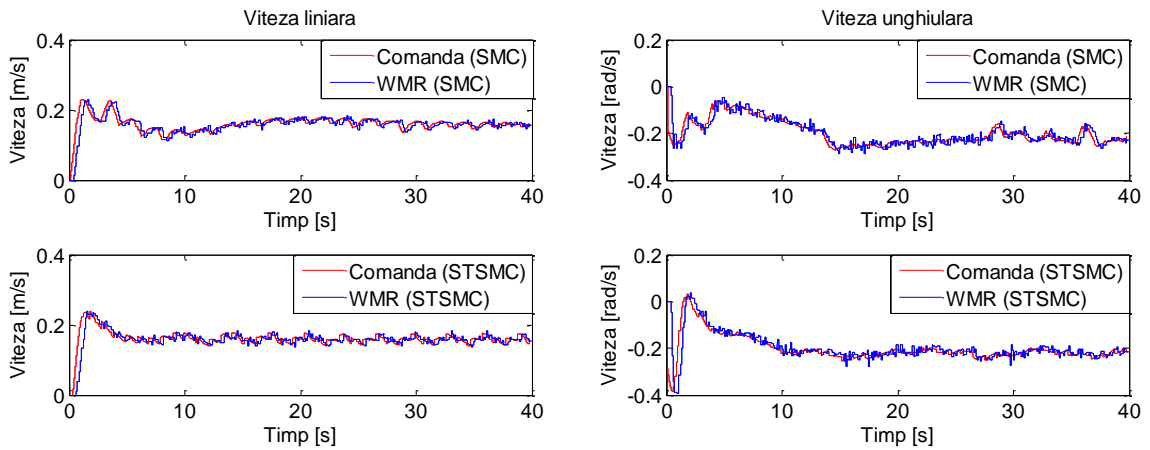 Viteza liniara
Viteza [m/s]
0.4
0.2
0
0 10 20 30 40
Timp [s]
Comanda (SMC)
WMR (SMC)
Viteza unghiulara
Viteza [rad/s]
0.2
0
-0.2
-0.4
0 10 20 30 40
Timp [s]
Comanda (SMC)
WMR (SMC)
Viteza [m/s]
0.4
0.2
0
0 10 20 30 40
Timp [s]
Comanda (STSMC)
WMR (STSMC)
Viteza [rad/s]
0.2
0
-0.2
-0.4
0 10 20 30 40
Timp [s]
Comanda (STSMC)
WMR (STSMC)